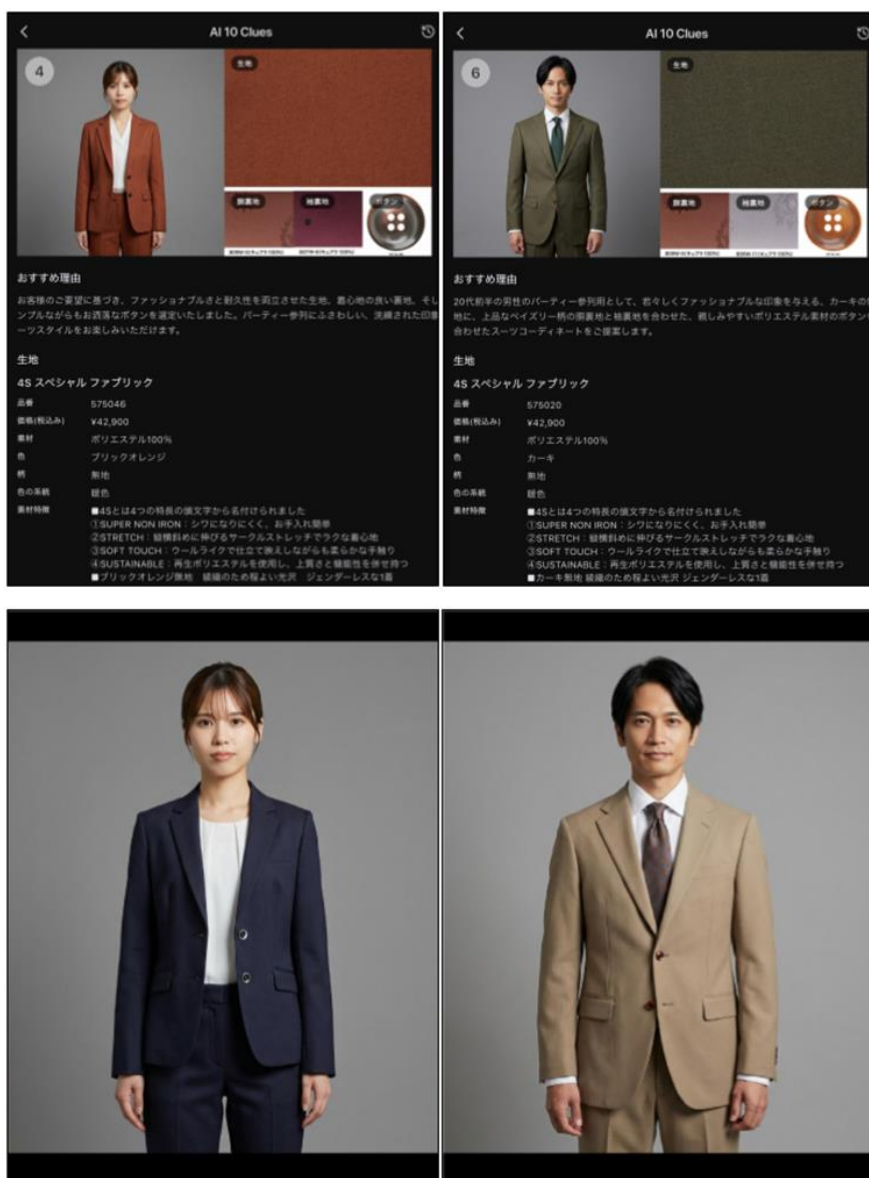 AI 10 Clues
4
生地
胴裏地
袖裏地
ボタン
おすすめ理由
お客様のご要望に基づき、ファッショナブルさと耐久性を両立させた生地、着心地の良い裏地、そし
ンプルながらもお洒落なボタンを選定いたしました。パーティー参列にふさわしい、洗練された印象
ーツスタイルをお楽しみいただけます。
生地
4S スペシャル ファブリック
品番 575046
価格(税込み) ¥42,900
素材 ポリエステル100%
色 ブリックオレンジ
柄 無地
色の系統 暖色
素材特徴 ■4Sとは4つの特長の頭文字から名付けられました
①SUPER NON IRON：シワになりにくく、お手入れ簡単
②STRETCH：縦横斜めに伸びるサークルストレッチでラクな着心地
③SOFT TOUCH：ウールライクで仕立て映えしながらも柔らかな手触り
④SUSTAINABLE：再生ポリエステルを使用し、上質さと機能性を併せ持つ
■ブリックオレンジ無地 綾織のため程よい光沢 ジェンダーレスな1着
AI 10 Clues
6
生地
胴裏地
袖裏地
ボタン
おすすめ理由
20代前半の男性のパーティー参列用として、若々しくファッショナブルな印象を与える、カーキの
地に、上品なペイズリー柄の胴裏地と袖裏地を合わせた、親しみやすいポリエステル素材のボタン
合わせたスーツコーディネートをご提案します。
生地
4S スペシャル ファブリック
品番 575020
価格(税込み) ¥42,900
素材 ポリエステル100%
色 カーキ
柄 無地
色の系統 暖色
素材特徴 ■4Sとは4つの特長の頭文字から名付けられました
①SUPER NON IRON：シワになりにくく、お手入れ簡単
②STRETCH：縦横斜めに伸びるサークルストレッチでラクな着心地
③SOFT TOUCH：ウールライクで仕立て映えしながらも柔らかな手触り
④SUSTAINABLE：再生ポリエステルを使用し、上質さと機能性を併せ持つ
■カーキ無地 綾織のため程よい光沢 ジェンダーレスな1着